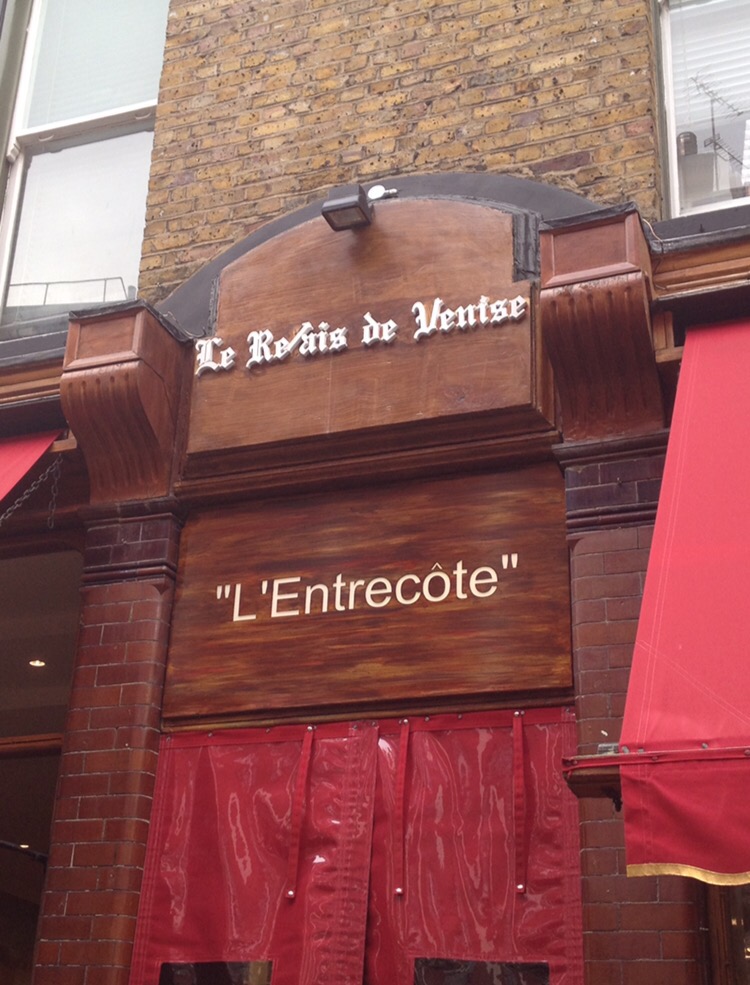 Le Relais de Venise
"L'Entrecôte"